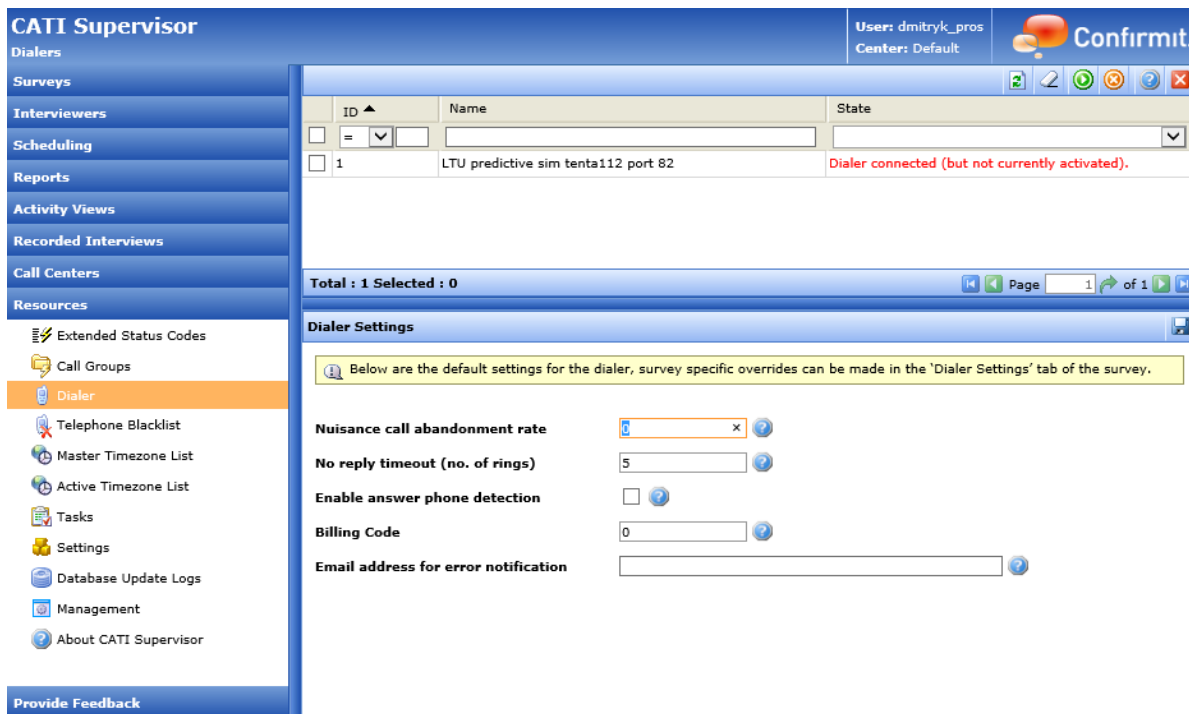 CATI Supervisor
Dialers
User: dmitryk_pros
Center: Default
Confirmit.
Surveys
Interviewers
Scheduling
Reports
Activity Views
Recorded Interviews
Call Centers
Resources
Extended Status Codes
Call Groups
Dialer
Telephone Blacklist
Master Timezone List
Active Timezone List
Tasks
Settings
Database Update Logs
Management
About CATI Supervisor
Provide Feedback
ID Name State
=
1 LTU predictive sim tenta112 port 82 Dialer connected (but not currently activated).
Total : 1 Selected : 0 Page 1 of 1
Dialer Settings
Below are the default settings for the dialer, survey specific overrides can be made in the 'Dialer Settings' tab of the survey.
Nuisance call abandonment rate 0
No reply timeout (no. of rings) 5
Enable answer phone detection
Billing Code 0
Email address for error notification